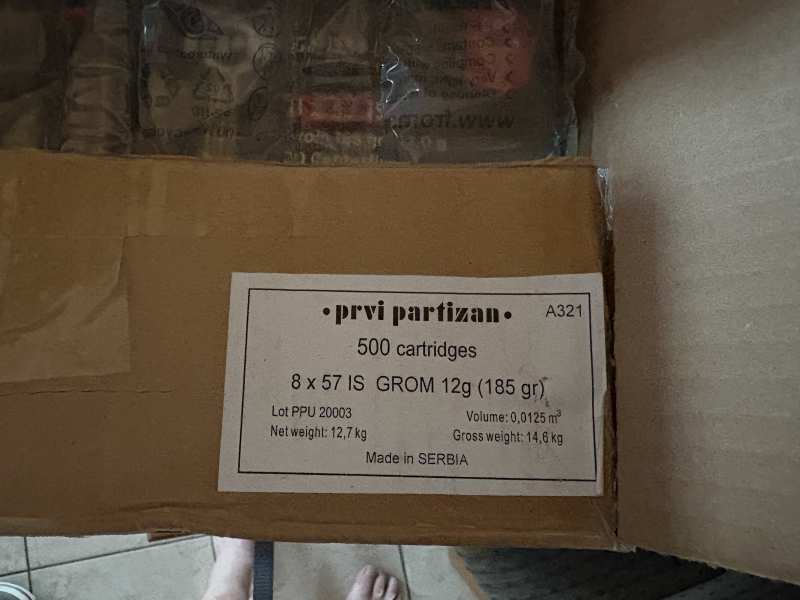 www.
•prvi partizan•
A321
500 cartridges
8 x 57 IS GROM 12g (185 gr)
Lot PPU 20003
Volume: 0,0125 m³
Net weight: 12,7 kg
Gross weight: 14,6 kg
Made in SERBIA